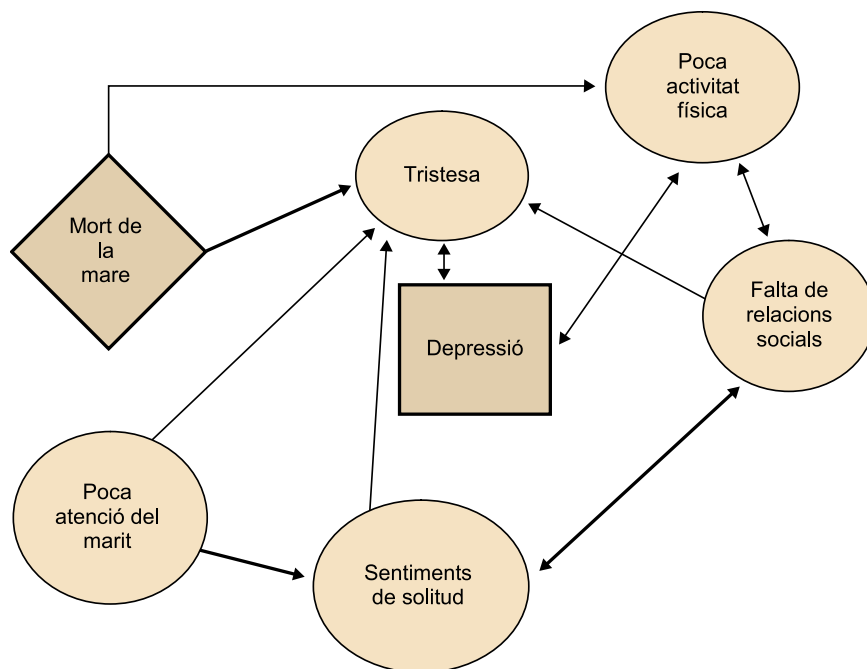 Poca
activitat
física
Tristesa
Mort de
la
mare
Falta de
relacions
socials
Depressió
Poca
atenció del
marit
Sentiments
de solitud